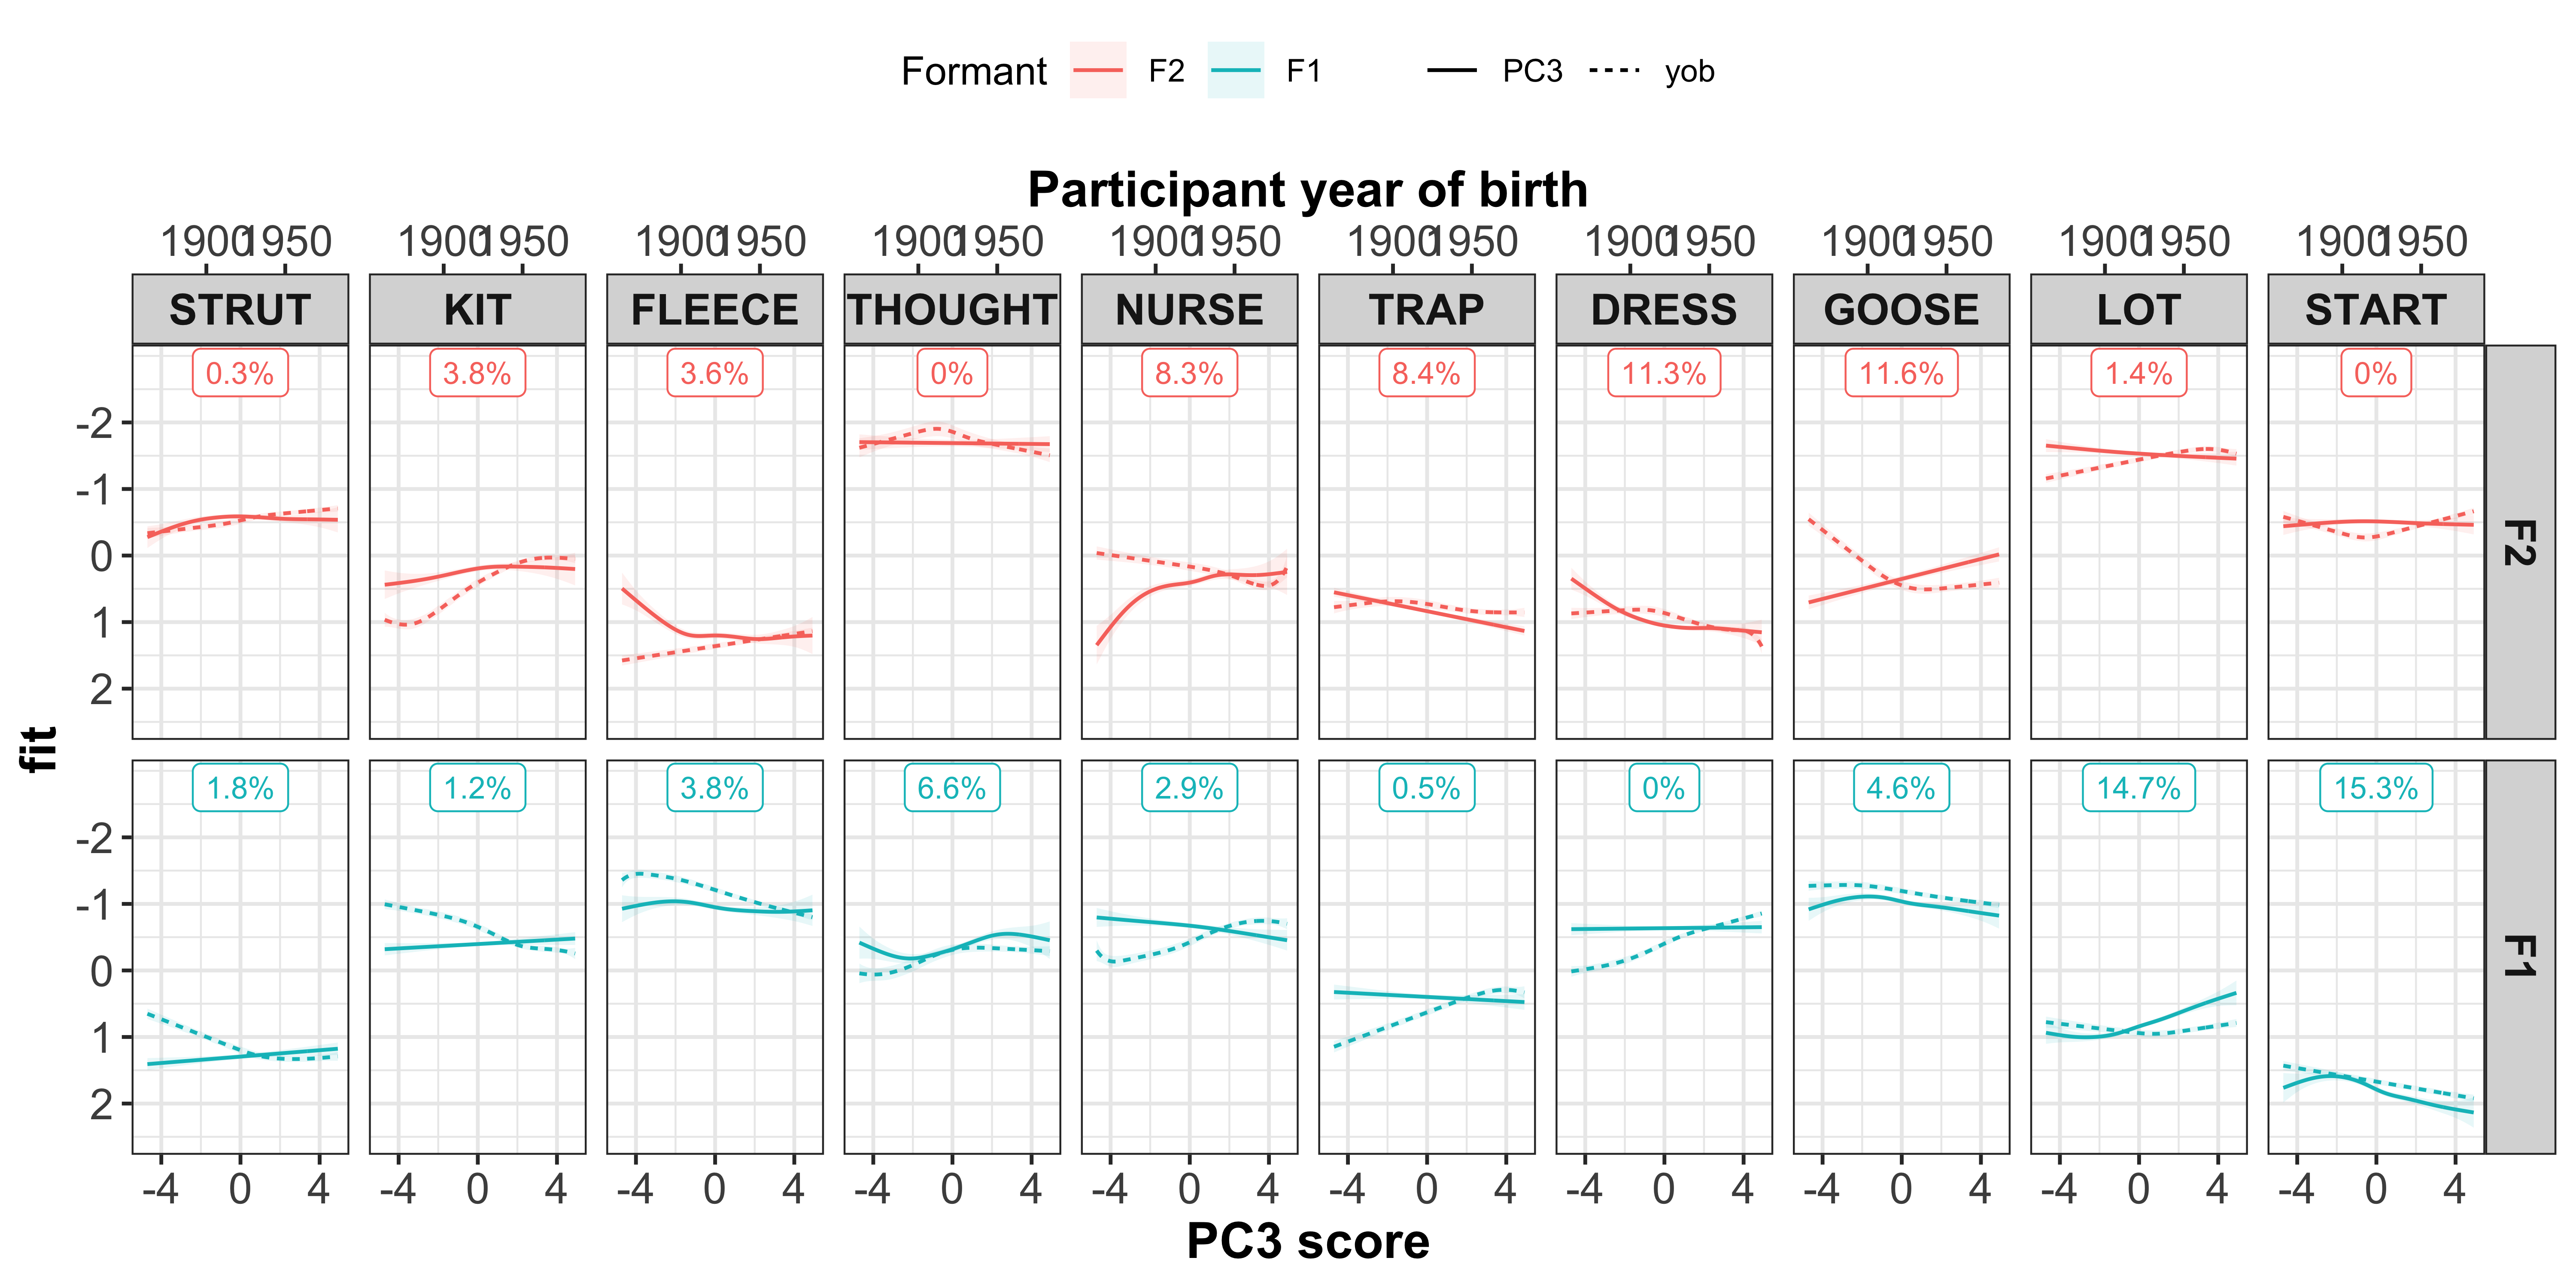 Formant F2 F1 PC3 yob
Participant year of birth
1900 1950 1900 1950 1900 1950 1900 1950 1900 1950 1900 1950 1900 1950 1900 1950 1900 1950 1900 1950
STRUT KIT FLEECE THOUGHT NURSE TRAP DRESS GOOSE LOT START
0.3% 3.8% 3.6% 0% 8.3% 8.4% 11.3% 11.6% 1.4% 0%
-2
-1
0
1
2
F2
fit
1.8% 1.2% 3.8% 6.6% 2.9% 0.5% 0% 4.6% 14.7% 15.3%
-2
-1
0
1
2
F1
-4 0 4 -4 0 4 -4 0 4 -4 0 4 -4 0 4 -4 0 4 -4 0 4 -4 0 4 -4 0 4 -4 0 4
PC3 score